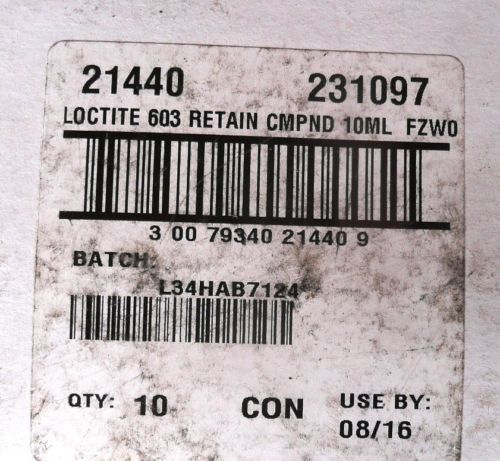 21440 231097
LOCTITE 603 RETAIN CMPND 10ML FZW0
3 00 79340 21440 9
BATCH:
L34HAB7124
QTY: 10 CON USE BY:
08/16